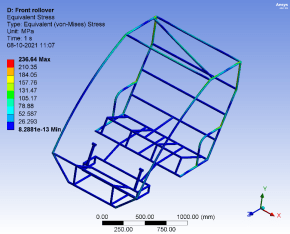 Ansys
D: Front rollover
Equivalent Stress
Type: Equivalent (von-Mises) Stress
Unit: MPa
Time: 1 s
08-10-2021 11:07
236.64 Max
210.35
184.05
157.76
131.47
105.17
78.88
52.587
26.293
8.2881e-13 Min
0.00 500.00 1000.00 (mm)
250.00 750.00
Y
Z X